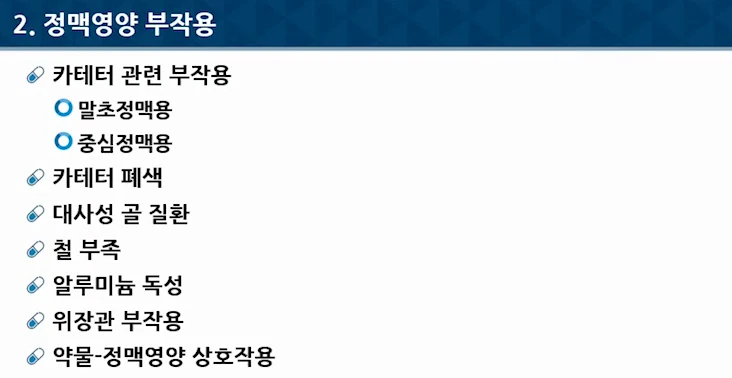 2. 정맥영양 부작용
카테터 관련 부작용
말초정맥용
중심정맥용
카테터 폐색
대사성 골 질환
철 부족
알루미늄 독성
위장관 부작용
약물-정맥영양 상호작용